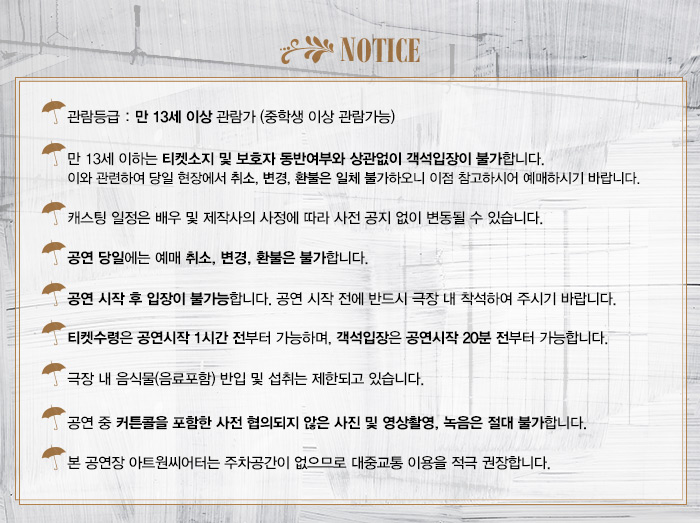 NOTICE
관람등급 : 만 13세 이상 관람가 (중학생 이상 관람가능)
만 13세 이하는 티켓소지 및 보호자 동반여부와 상관없이 객석입장이 불가합니다.
이와 관련하여 당일 현장에서 취소, 변경, 환불은 일체 불가하오니 이점 참고하시어 예매하시기 바랍니다.
캐스팅 일정은 배우 및 제작사의 사정에 따라 사전 공지 없이 변동될 수 있습니다.
공연 당일에는 예매 취소, 변경, 환불은 불가합니다.
공연 시작 후 입장이 불가능합니다. 공연 시작 전에 반드시 극장 내 착석하여 주시기 바랍니다.
티켓수령은 공연시작 1시간 전부터 가능하며, 객석입장은 공연시작 20분 전부터 가능합니다.
극장 내 음식물(음료포함) 반입 및 섭취는 제한되고 있습니다.
공연 중 커튼콜을 포함한 사전 협의되지 않은 사진 및 영상촬영, 녹음은 절대 불가합니다.
본 공연장 아트원씨어터는 주차공간이 없으므로 대중교통 이용을 적극 권장합니다.